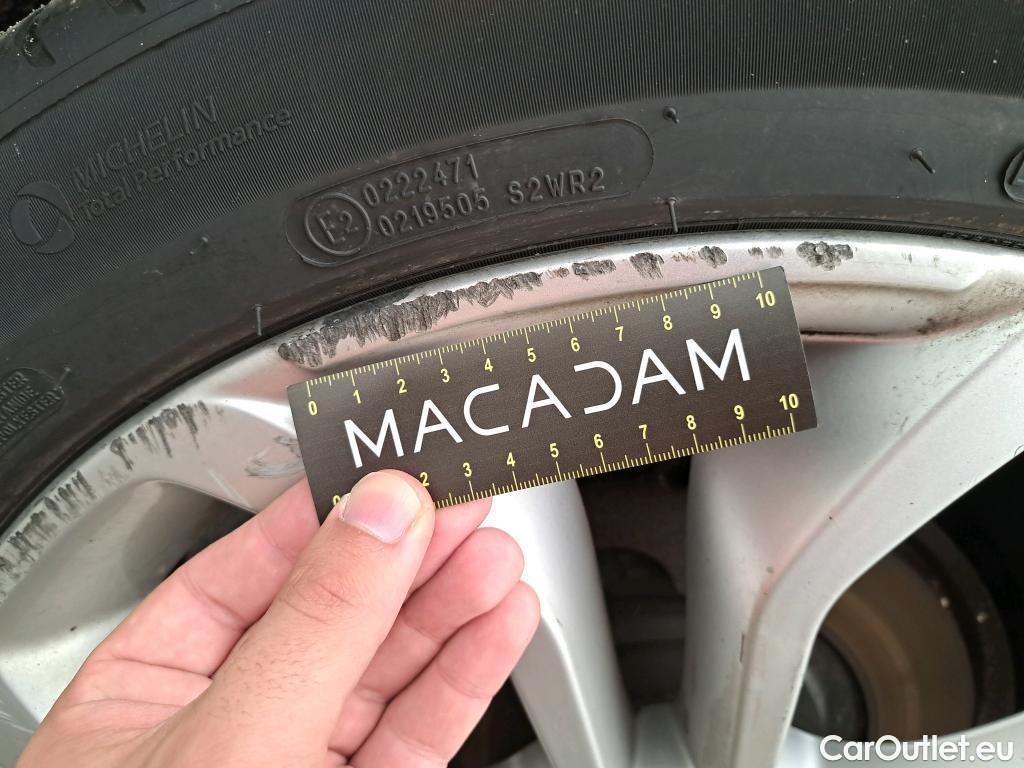 MICHELIN
Total Performance
E2
0222471
0219505 S2WR2
0 1 2 3 4 5 6 7 8 9 10
MACADAM
0 2 3 4 5 6 7 8 9 10
POLYESTER
CarOutlet.eu